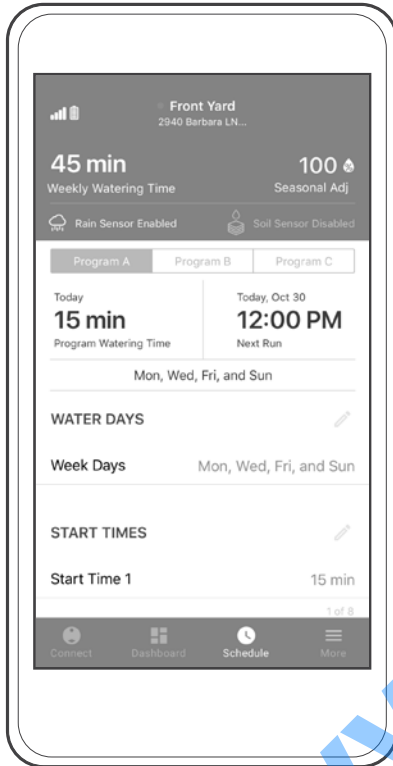 Front Yard
2940 Barbara LN...
45 min
100
Weekly Watering Time
Seasonal Adj
Rain Sensor Enabled
Soil Sensor Disabled
Program A
Program B
Program C
Today
Today, Oct 30
15 min
12:00 PM
Program Watering Time
Next Run
Mon, Wed, Fri, and Sun
WATER DAYS
Week Days
Mon, Wed, Fri, and Sun
START TIMES
Start Time 1
15 min
1 of 8
Connect
Dashboard
Schedule
More